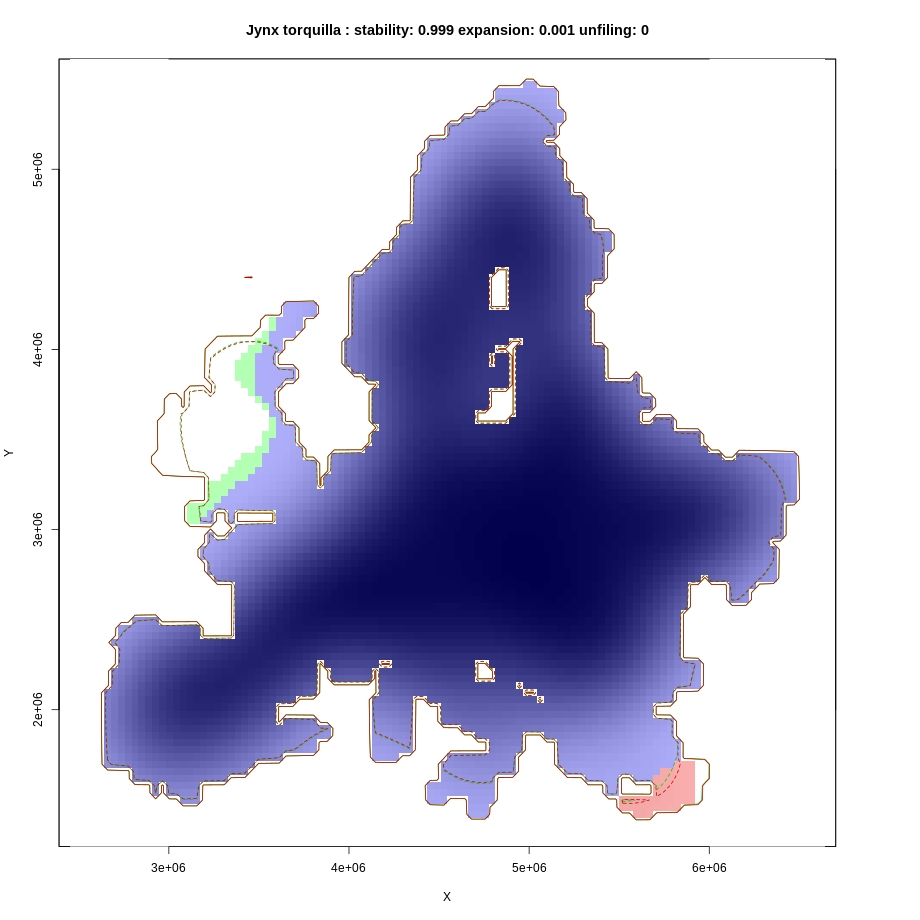 Jynx torquilla : stability: 0.999 expansion: 0.001 unfiling: 0
5e+06
4e+06
3e+06
2e+06
Y
3e+06 4e+06 5e+06 6e+06
X